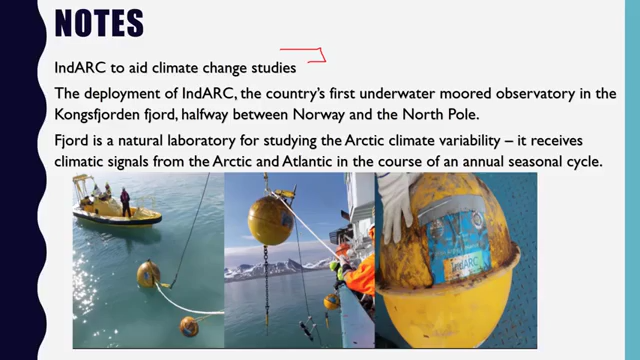 NOTES
IndARC to aid climate change studies
The deployment of IndARC, the country's first underwater moored observatory in the
Kongsfjorden fjord, halfway between Norway and the North Pole.
Fjord is a natural laboratory for studying the Arctic climate variability – it receives
climatic signals from the Arctic and Atlantic in the course of an annual seasonal cycle.
IndARC